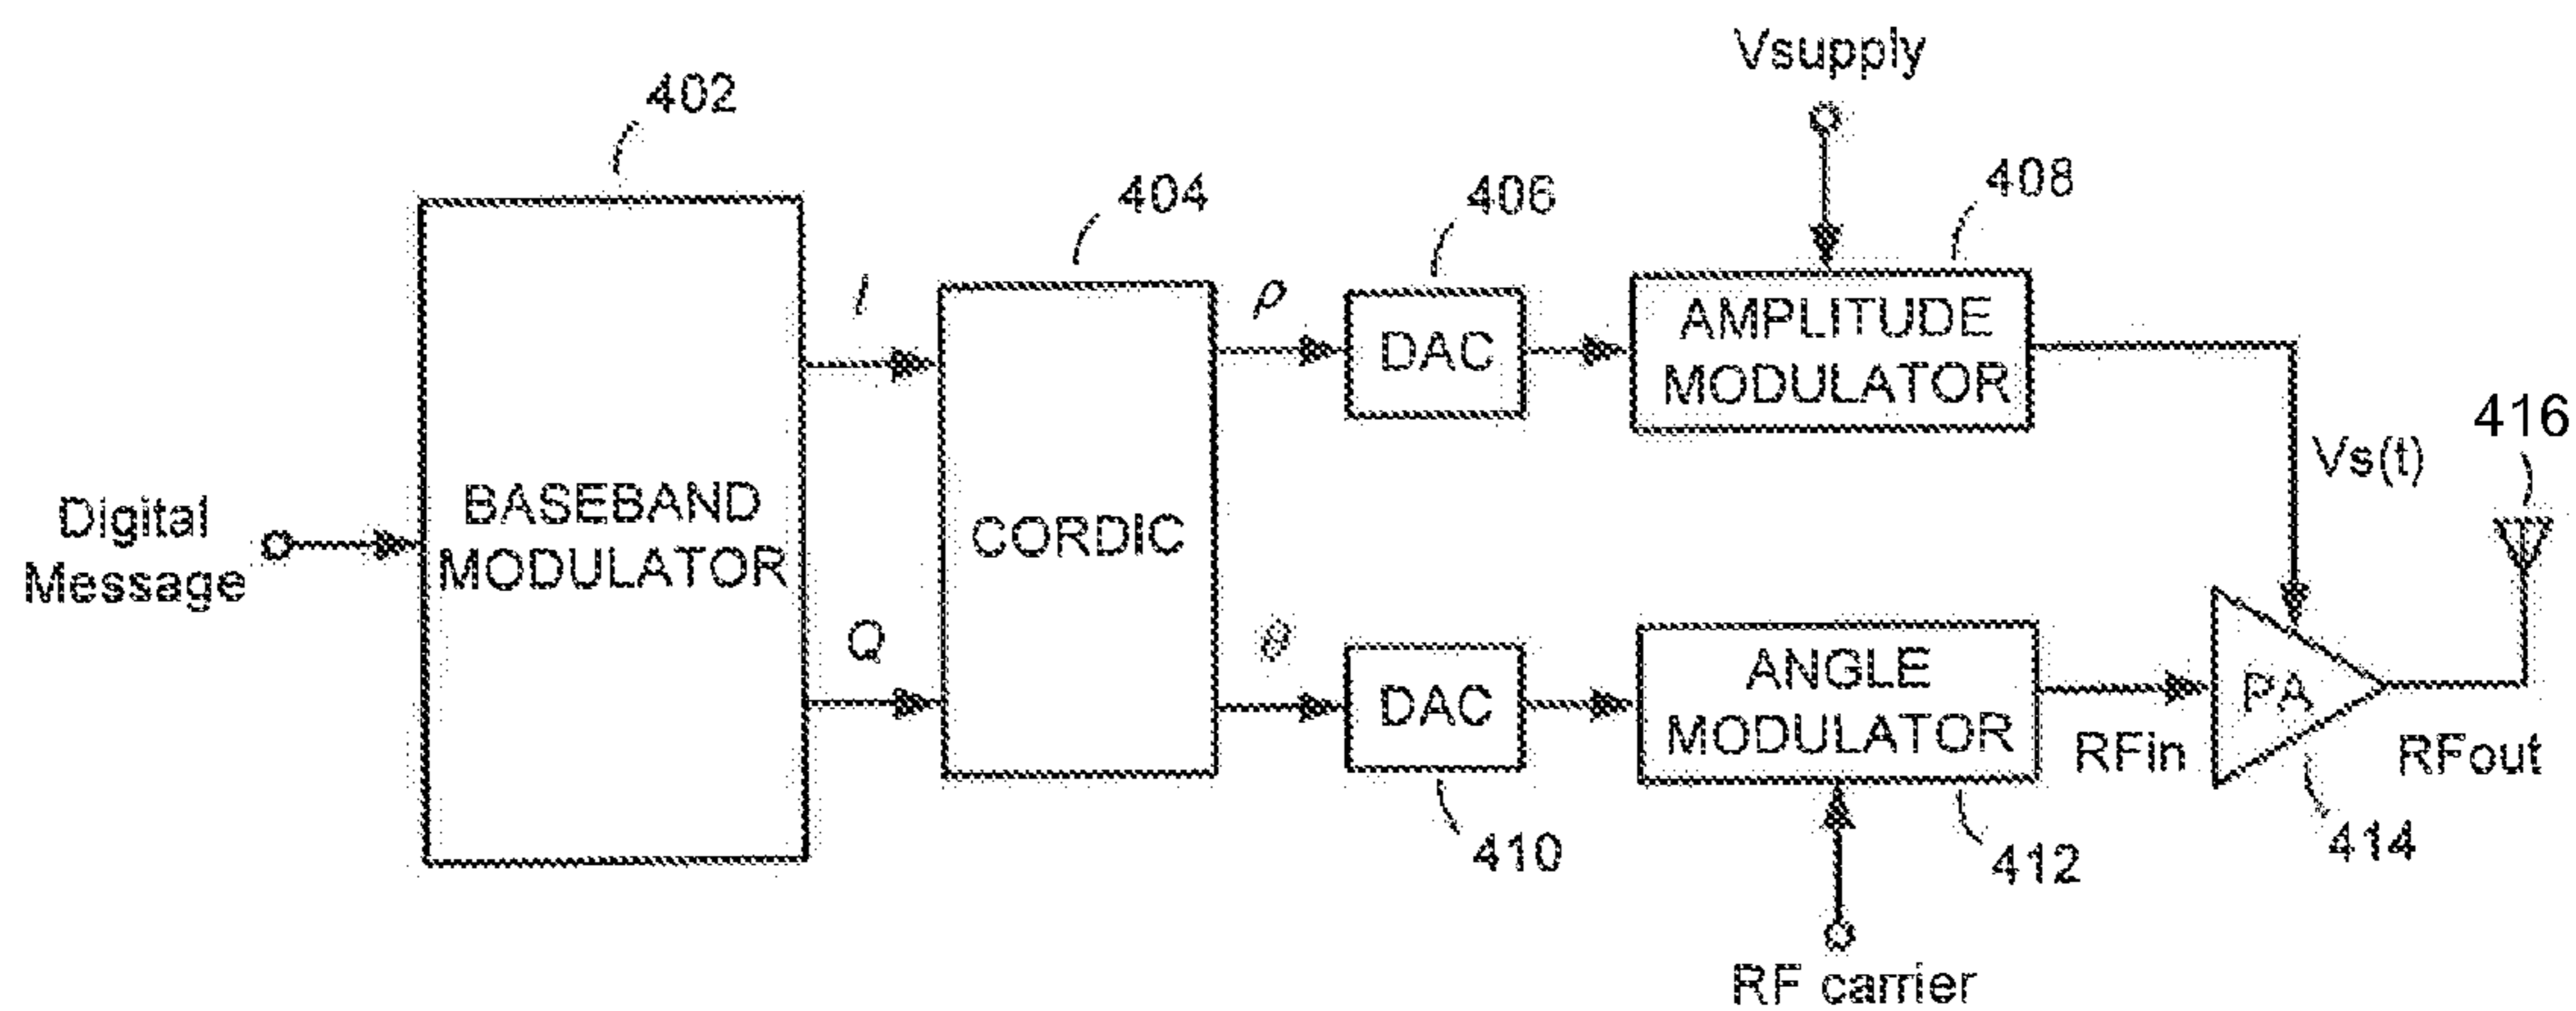 Vsupply
402
404
406
408
I
ρ
DAC
AMPLITUDE
MODULATOR
416
Vs(t)
Digital
Message
BASEBAND
MODULATOR
CORDIC
Q
θ
DAC
ANGLE
MODULATOR
PA
RFin
RFout
410
412
414
RF carrier